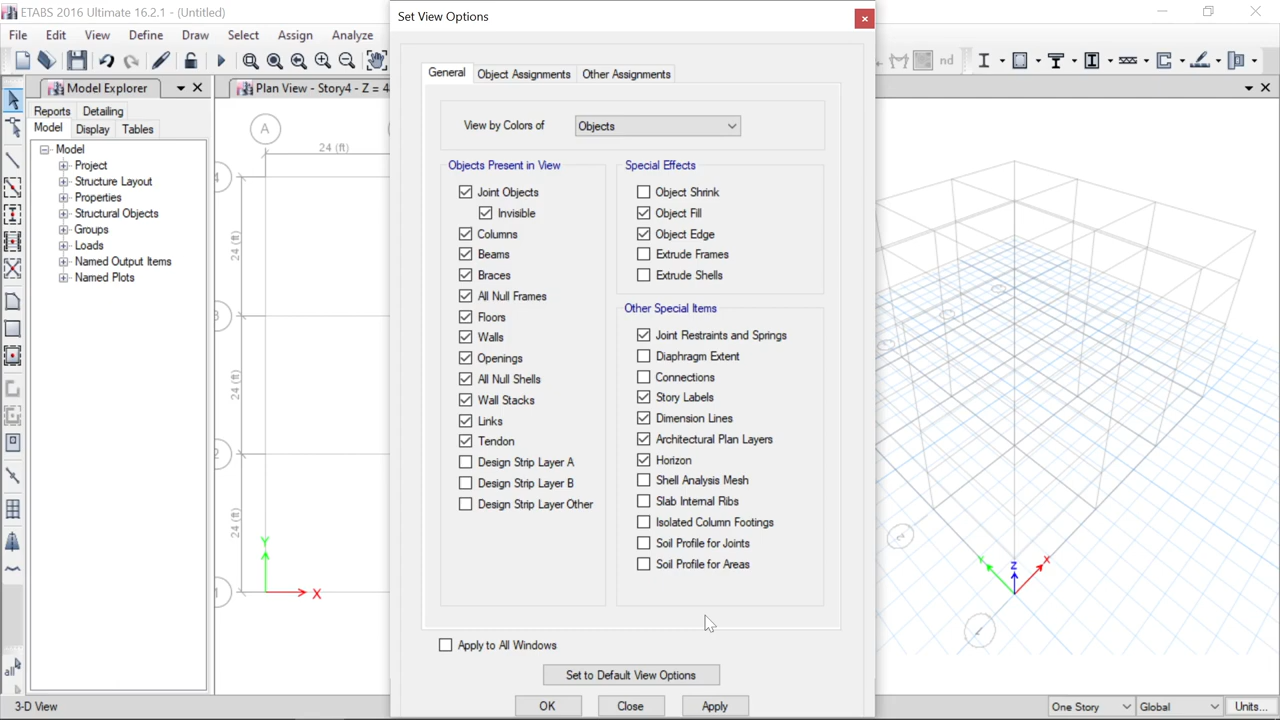 ETABS 2016 Ultimate 16.2.1 - (Untitled)
File Edit View Define Draw Select Assign Analyze
nd
Model Explorer
Plan View - Story4 - Z = 4
Reports Detailing
Model Display Tables
Model
Project
Structure Layout
Properties
Structural Objects
Groups
Loads
Named Output Items
Named Plots
A
24 (ft)
24 (ft)
24 (ft)
24 (ft)
4
3
2
1
Y
X
all
Set View Options
General Object Assignments Other Assignments
View by Colors of Objects
Objects Present in View
Joint Objects
Invisible
Columns
Beams
Braces
All Null Frames
Floors
Walls
Openings
All Null Shells
Wall Stacks
Links
Tendon
Design Strip Layer A
Design Strip Layer B
Design Strip Layer Other
Special Effects
Object Shrink
Object Fill
Object Edge
Extrude Frames
Extrude Shells
Other Special Items
Joint Restraints and Springs
Diaphragm Extent
Connections
Story Labels
Dimension Lines
Architectural Plan Layers
Horizon
Shell Analysis Mesh
Slab Internal Ribs
Isolated Column Footings
Soil Profile for Joints
Soil Profile for Areas
Apply to All Windows
Set to Default View Options
OK Close Apply
Y Z X
3-D View
One Story Global Units...